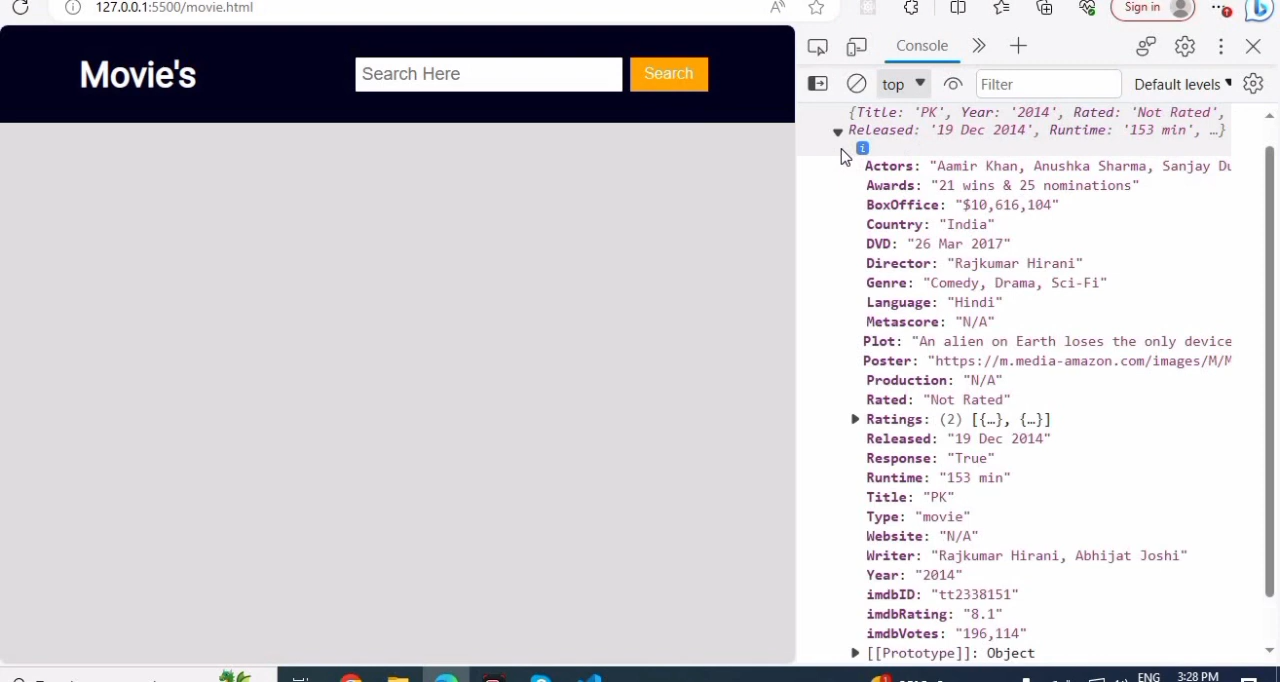 127.0.0.1:5500/movie.html
Sign in
Movie's
Search Here
Search
Console
top
Filter
Default levels
{Title: 'PK', Year: '2014', Rated: 'Not Rated',
Released: '19 Dec 2014', Runtime: '153 min', …}
i
Actors: "Aamir Khan, Anushka Sharma, Sanjay Du
Awards: "21 wins & 25 nominations"
BoxOffice: "$10,616,104"
Country: "India"
DVD: "26 Mar 2017"
Director: "Rajkumar Hirani"
Genre: "Comedy, Drama, Sci-Fi"
Language: "Hindi"
Metascore: "N/A"
Plot: "An alien on Earth loses the only device
Poster: "https://m.media-amazon.com/images/M/M
Production: "N/A"
Rated: "Not Rated"
Ratings: (2) [{…}, {…}]
Released: "19 Dec 2014"
Response: "True"
Runtime: "153 min"
Title: "PK"
Type: "movie"
Website: "N/A"
Writer: "Rajkumar Hirani, Abhijat Joshi"
Year: "2014"
imdbID: "tt2338151"
imdbRating: "8.1"
imdbVotes: "196,114"
[[Prototype]]: Object
ENG
3:28 PM